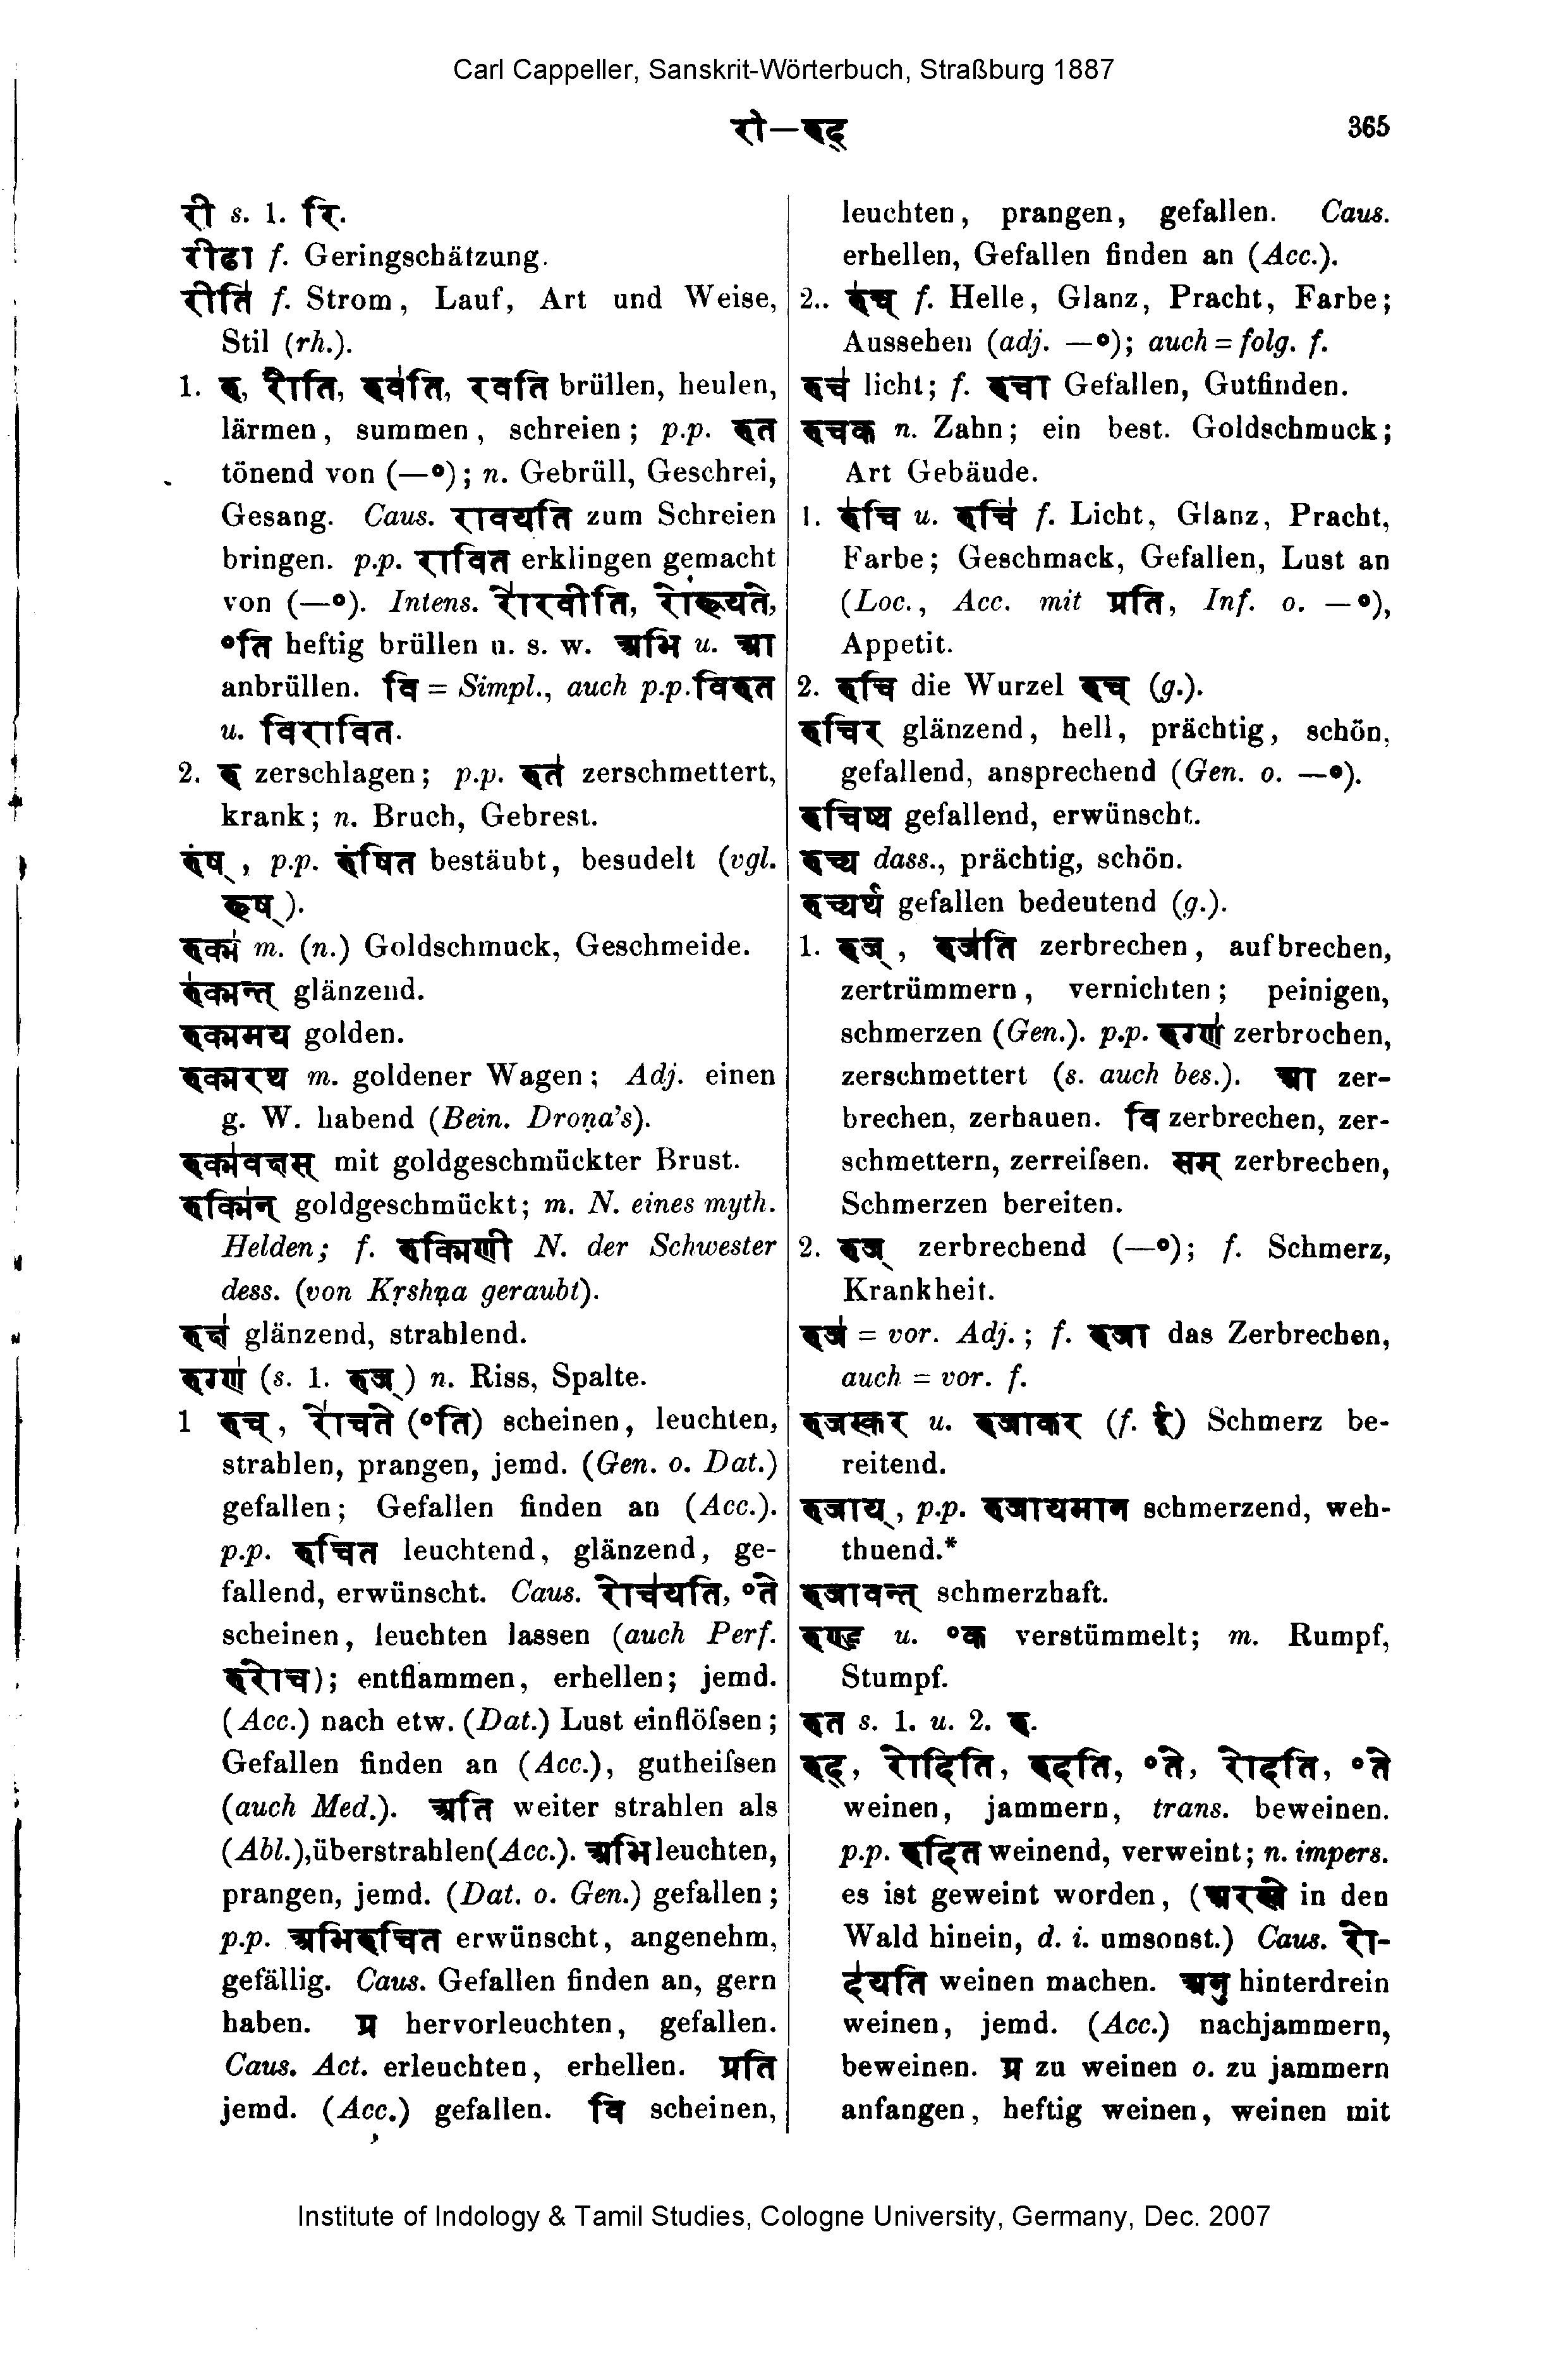 Carl Cappeller, Sanskrit-Wörterbuch, Straßburg 1887
री—रुद्
365
री s. 1. रि.
रीढा f. Geringschätzung.
रीति॑ f. Strom, Lauf, Art und Weise,
Stil (rh.).
1. रु, रौ॑ति, रुव॑ति, रवति brüllen, heulen,
lärmen, summen, schreien; p.p. रुत
tönend von (—°); n. Gebrüll, Geschrei,
Gesang. Caus. रावयति zum Schreien
bringen. p.p. रावित erklingen gemacht
von (—°). Intens. रो॑रवीति, रोरूयते,
°ति heftig brüllen u. s. w. अभि u. आ
anbrüllen. वि = Simpl., auch p.p. विरुत
u. विरावित.
2. रु zerschlagen; p.p. रुत॑ zerschmettert,
krank; n. Bruch, Gebrest.
रुंष्, p.p. रुंषित bestäubt, besudelt (vgl.
रूष्).
रुक्म॑ m. (n.) Goldschmuck, Geschmeide.
रु॑क्मन्त् glänzend.
रुक्ममय golden.
रुक्मरथ m. goldener Wagen; Adj. einen
g. W. habend (Bein. Droṇa's).
रुक्म॑वक्षस् mit goldgeschmückter Brust.
रुक्मि॑न् goldgeschmückt; m. N. eines myth.
Helden; f. रुक्मिणी N. der Schwester
dess. (von Kṛshṇa geraubt).
रुक्ष॑ glänzend, strahlend.
रुग्ण॑ (s. 1. रुज्) n. Riss, Spalte.
1 रुच्, रो॑चते (°ति) scheinen, leuchten,
strahlen, prangen, jemd. (Gen. o. Dat.)
gefallen; Gefallen finden an (Acc.).
p.p. रुचित leuchtend, glänzend, ge-
fallend, erwünscht. Caus. रोच॑यति, °ते
scheinen, leuchten lassen (auch Perf.
रुरोच); entflammen, erhellen; jemd.
(Acc.) nach etw. (Dat.) Lust einflöſsen;
Gefallen finden an (Acc.), gutheiſsen
(auch Med.). अति weiter strahlen als
(Abl.),überstrahlen(Acc.). अभि leuchten,
prangen, jemd. (Dat. o. Gen.) gefallen;
p.p. अभिरुचित erwünscht, angenehm,
gefällig. Caus. Gefallen finden an, gern
haben. प्र hervorleuchten, gefallen.
Caus. Act. erleuchten, erhellen. प्रति
jemd. (Acc.) gefallen. वि scheinen,
leuchten, prangen, gefallen. Caus.
erhellen, Gefallen finden an (Acc.).
2.. रु॑च् f. Helle, Glanz, Pracht, Farbe;
Aussehen (adj. —°); auch = folg. f.
रुच॑ licht; f. रुचा Gefallen, Gutfinden.
रुचक n. Zahn; ein best. Goldschmuck;
Art Gebäude.
1. रु॑चि u. रुचि॑ f. Licht, Glanz, Pracht,
Farbe; Geschmack, Gefallen, Lust an
(Loc., Acc. mit प्रति, Inf. o. —°),
Appetit.
2. रुचि die Wurzel रुच् (g.).
रुचिर glänzend, hell, prächtig, schön,
gefallend, ansprechend (Gen. o. —°).
रुचिष्य gefallend, erwünscht.
रुच्य dass., prächtig, schön.
रुच्यर्थ gefallen bedeutend (g.).
1. रुज्, रुज॑ति zerbrechen, aufbrechen,
zertrümmern, vernichten; peinigen,
schmerzen (Gen.). p.p. रुग्ण॑ zerbrochen,
zerschmettert (s. auch bes.). आ zer-
brechen, zerhauen. वि zerbrechen, zer-
schmettern, zerreiſsen. सम् zerbrechen,
Schmerzen bereiten.
2. रुज् zerbrechend (—°); f. Schmerz,
Krankheit.
रुज॑ = vor. Adj.; f. रुजा das Zerbrechen,
auch = vor. f.
रुजस्कर u. रुजाकर (f. ई) Schmerz be-
reitend.
रुजाय्, p.p. रुजायमान schmerzend, weh-
thuend.*
रुजावन्त् schmerzhaft.
रुण्ड u. °क verstümmelt; m. Rumpf,
Stumpf.
रुत s. 1. u. 2. रु.
रुद्, रोदिति, रुदति, °ते, रोदति, °ते
weinen, jammern, trans. beweinen.
p.p. रुदित weinend, verweint; n. impers.
es ist geweint worden, (अरण्ये in den
Wald hinein, d. i. umsonst.) Caus. रो-
द॑यति weinen machen. अनु hinterdrein
weinen, jemd. (Acc.) nachjammern,
beweinen. प्र zu weinen o. zu jammern
anfangen, heftig weinen, weinen mit
Institute of Indology & Tamil Studies, Cologne University, Germany, Dec. 2007